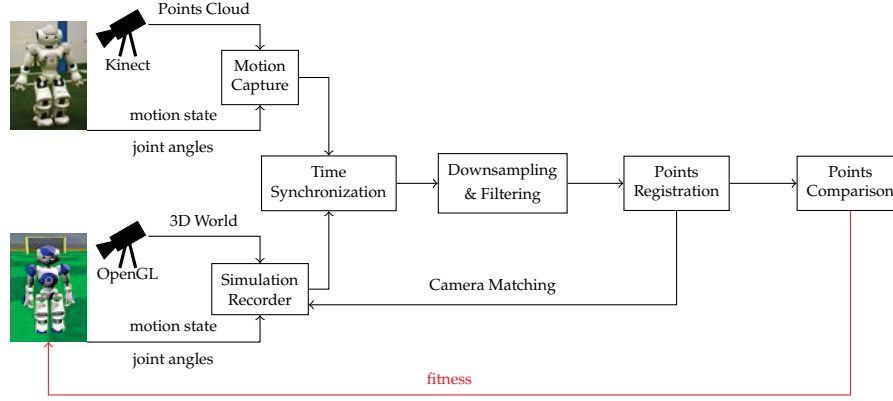 Points Cloud
Kinect
Motion
Capture
motion state
joint angles
Time
Synchronization
Downsampling
& Filtering
Points
Registration
Points
Comparison
3D World
OpenGL
Simulation
Recorder
Camera Matching
motion state
joint angles
fitness